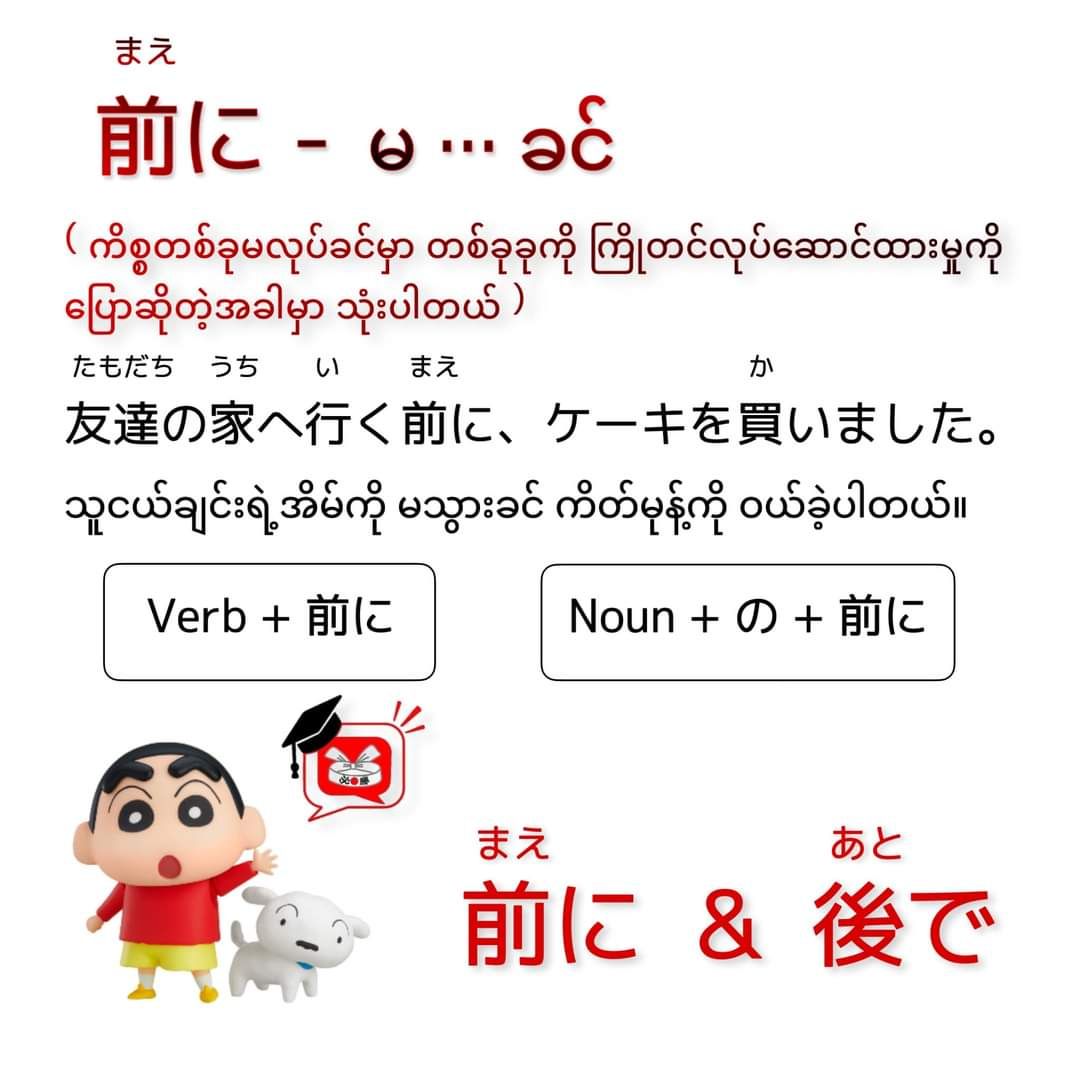 まえ
前に - မ ... ခင်
( ကိစ္စတစ်ခုမလုပ်ခင်မှာ တစ်ခုခုကို ကြိုတင်လုပ်ဆောင်ထားမှုကို
ပြောဆိုတဲ့အခါမှာ သုံးပါတယ် )
たもだち うち い まえ か
友達の家へ行く前に、ケーキを買いました。
သူငယ်ချင်းရဲ့အိမ်ကို မသွားခင် ကိတ်မုန့်ကို ဝယ်ခဲ့ပါတယ်။
Verb + 前に
Noun + の + 前に
必勝
まえ あと
前に & 後で